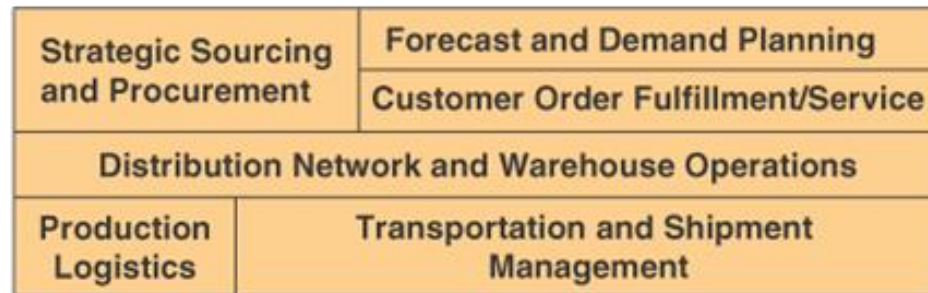 Strategic Sourcing
and Procurement
Forecast and Demand Planning
Customer Order Fulfillment/Service
Distribution Network and Warehouse Operations
Production
Logistics
Transportation and Shipment
Management